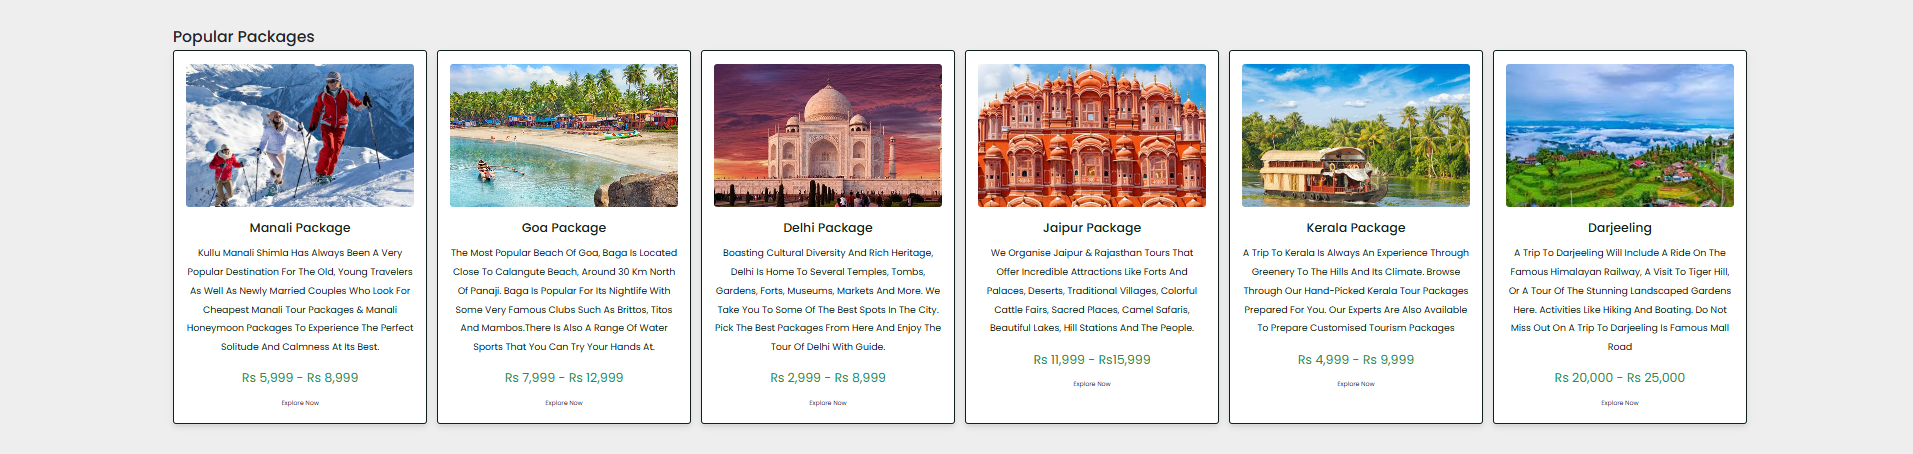 Popular Packages
Manali Package
Kullu Manali Shimla Has Always Been A Very
Popular Destination For The Old, Young Travelers
As Well As Newly Married Couples Who Look For
Cheapest Manali Tour Packages & Manali
Honeymoon Packages To Experience The Perfect
Solitude And Calmness At Its Best.
Rs 5,999 - Rs 8,999
Explore Now
Goa Package
The Most Popular Beach Of Goa, Baga Is Located
Close To Calangute Beach, Around 30 Km North
Of Panaji. Baga Is Popular For Its Nightlife With
Some Very Famous Clubs Such As Brittos, Titos
And Mambos.There Is Also A Range Of Water
Sports That You Can Try Your Hands At.
Rs 7,999 - Rs 12,999
Explore Now
Delhi Package
Boasting Cultural Diversity And Rich Heritage,
Delhi Is Home To Several Temples, Tombs,
Gardens, Forts, Museums, Markets And More. We
Take You To Some Of The Best Spots In The City.
Pick The Best Packages From Here And Enjoy The
Tour Of Delhi With Guide.
Rs 2,999 - Rs 8,999
Explore Now
Jaipur Package
We Organise Jaipur & Rajasthan Tours That
Offer Incredible Attractions Like Forts And
Palaces, Deserts, Traditional Villages, Colorful
Cattle Fairs, Sacred Places, Camel Safaris,
Beautiful Lakes, Hill Stations And The People.
Rs 11,999 - Rs15,999
Explore Now
Kerala Package
A Trip To Kerala Is Always An Experience Through
Greenery To The Hills And Its Climate. Browse
Through Our Hand-Picked Kerala Tour Packages
Prepared For You. Our Experts Are Also Available
To Prepare Customised Tourism Packages
Rs 4,999 - Rs 9,999
Explore Now
Darjeeling
A Trip To Darjeeling Will Include A Ride On The
Famous Himalayan Railway, A Visit To Tiger Hill,
Or A Tour Of The Stunning Landscaped Gardens
Here. Activities Like Hiking And Boating. Do Not
Miss Out On A Trip To Darjeeling Is Famous Mall
Road
Rs 20,000 - Rs 25,000
Explore Now